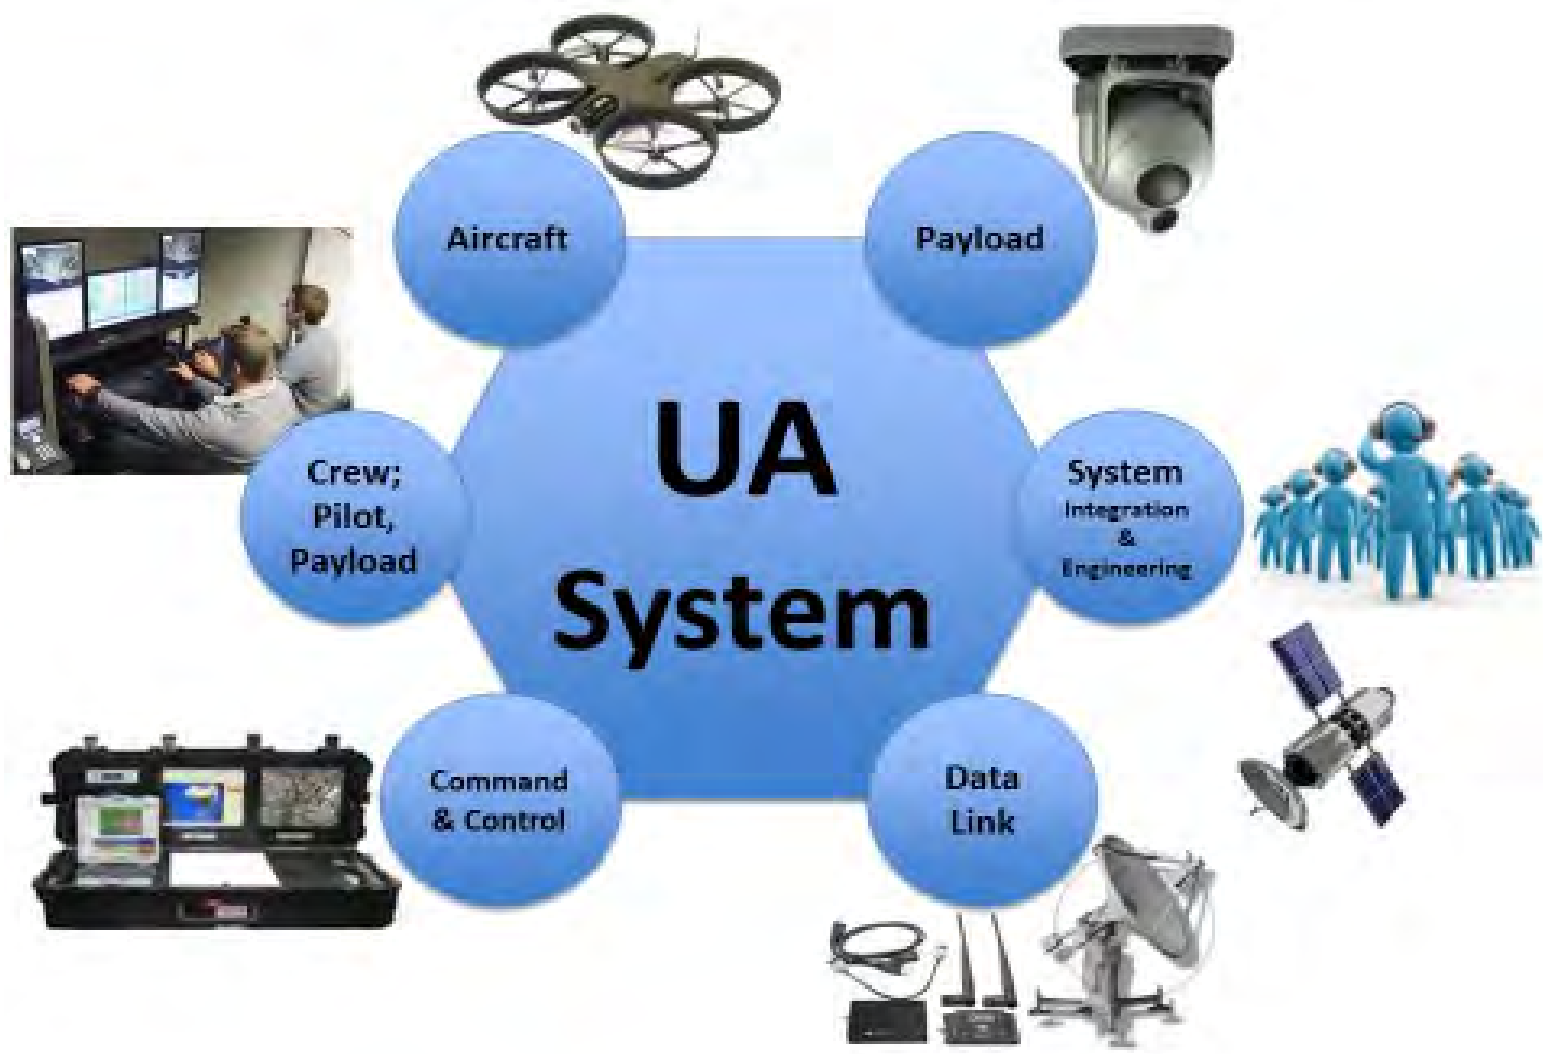 Aircraft
Payload
UA
System
Crew;
Pilot,
Payload
System
Integration
&
Engineering
Command
& Control
Data
Link